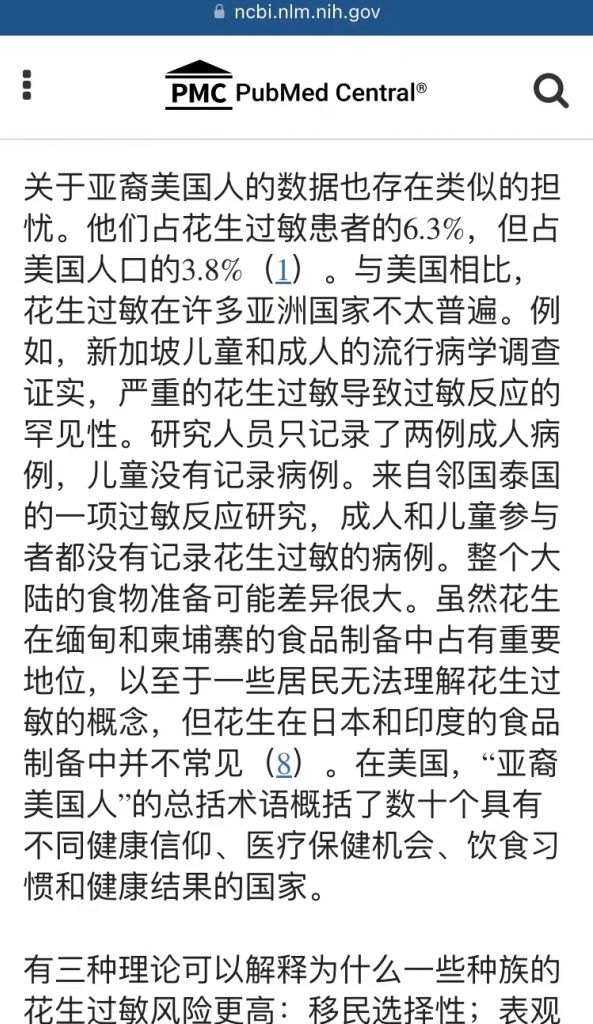 ncbi.nlm.nih.gov
PMC PubMed Central®
关于亚裔美国人的数据也存在类似的担
忧。他们占花生过敏患者的6.3%，但占
美国人口的3.8%（1）。与美国相比，
花生过敏在许多亚洲国家不太普遍。例
如，新加坡儿童和成人的流行病学调查
证实，严重的花生过敏导致过敏反应的
罕见性。研究人员只记录了两例成人病
例，儿童没有记录病例。来自邻国泰国
的一项过敏反应研究，成人和儿童参与
者都没有记录花生过敏的病例。整个大
陆的食物准备可能差异很大。虽然花生
在缅甸和柬埔寨的食品制备中占有重要
地位，以至于一些居民无法理解花生过
敏的概念，但花生在日本和印度的食品
制备中并不常见（8）。在美国，“亚裔
美国人”的总括术语概括了数十个具有
不同健康信仰、医疗保健机会、饮食习
惯和健康结果的国家。
有三种理论可以解释为什么一些种族的
花生过敏风险更高：移民选择性；表观